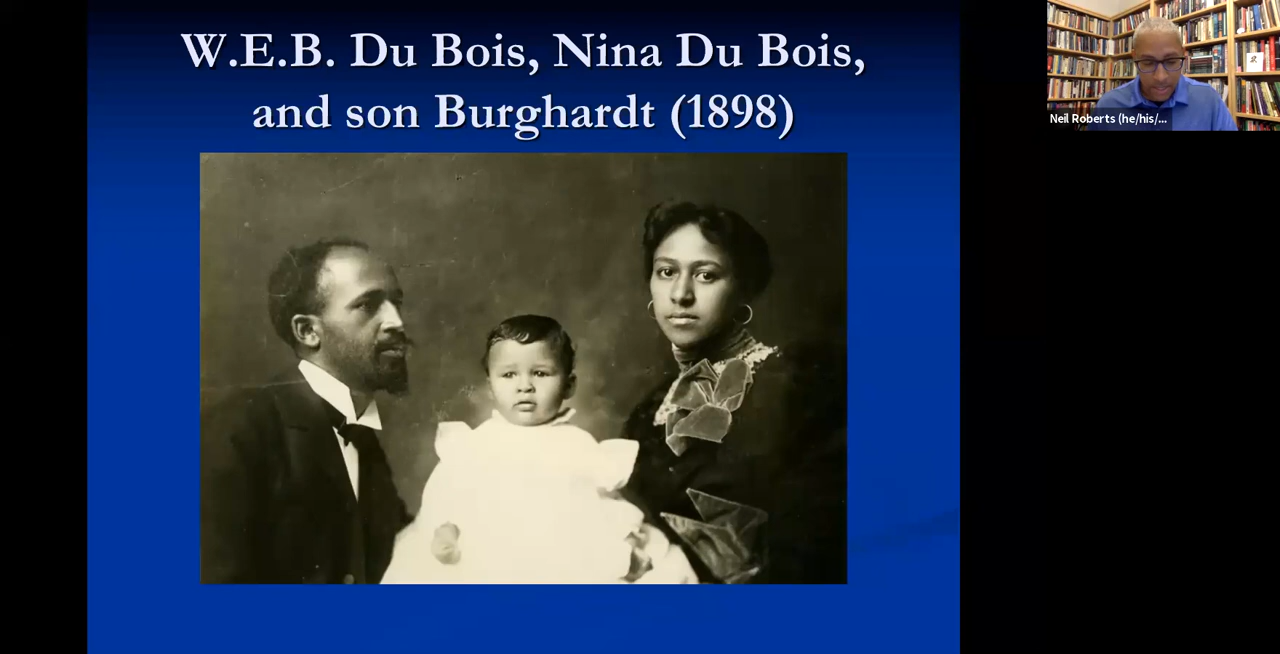 W.E.B. Du Bois, Nina Du Bois,
and son Burghardt (1898)
Neil Roberts (he/his/...